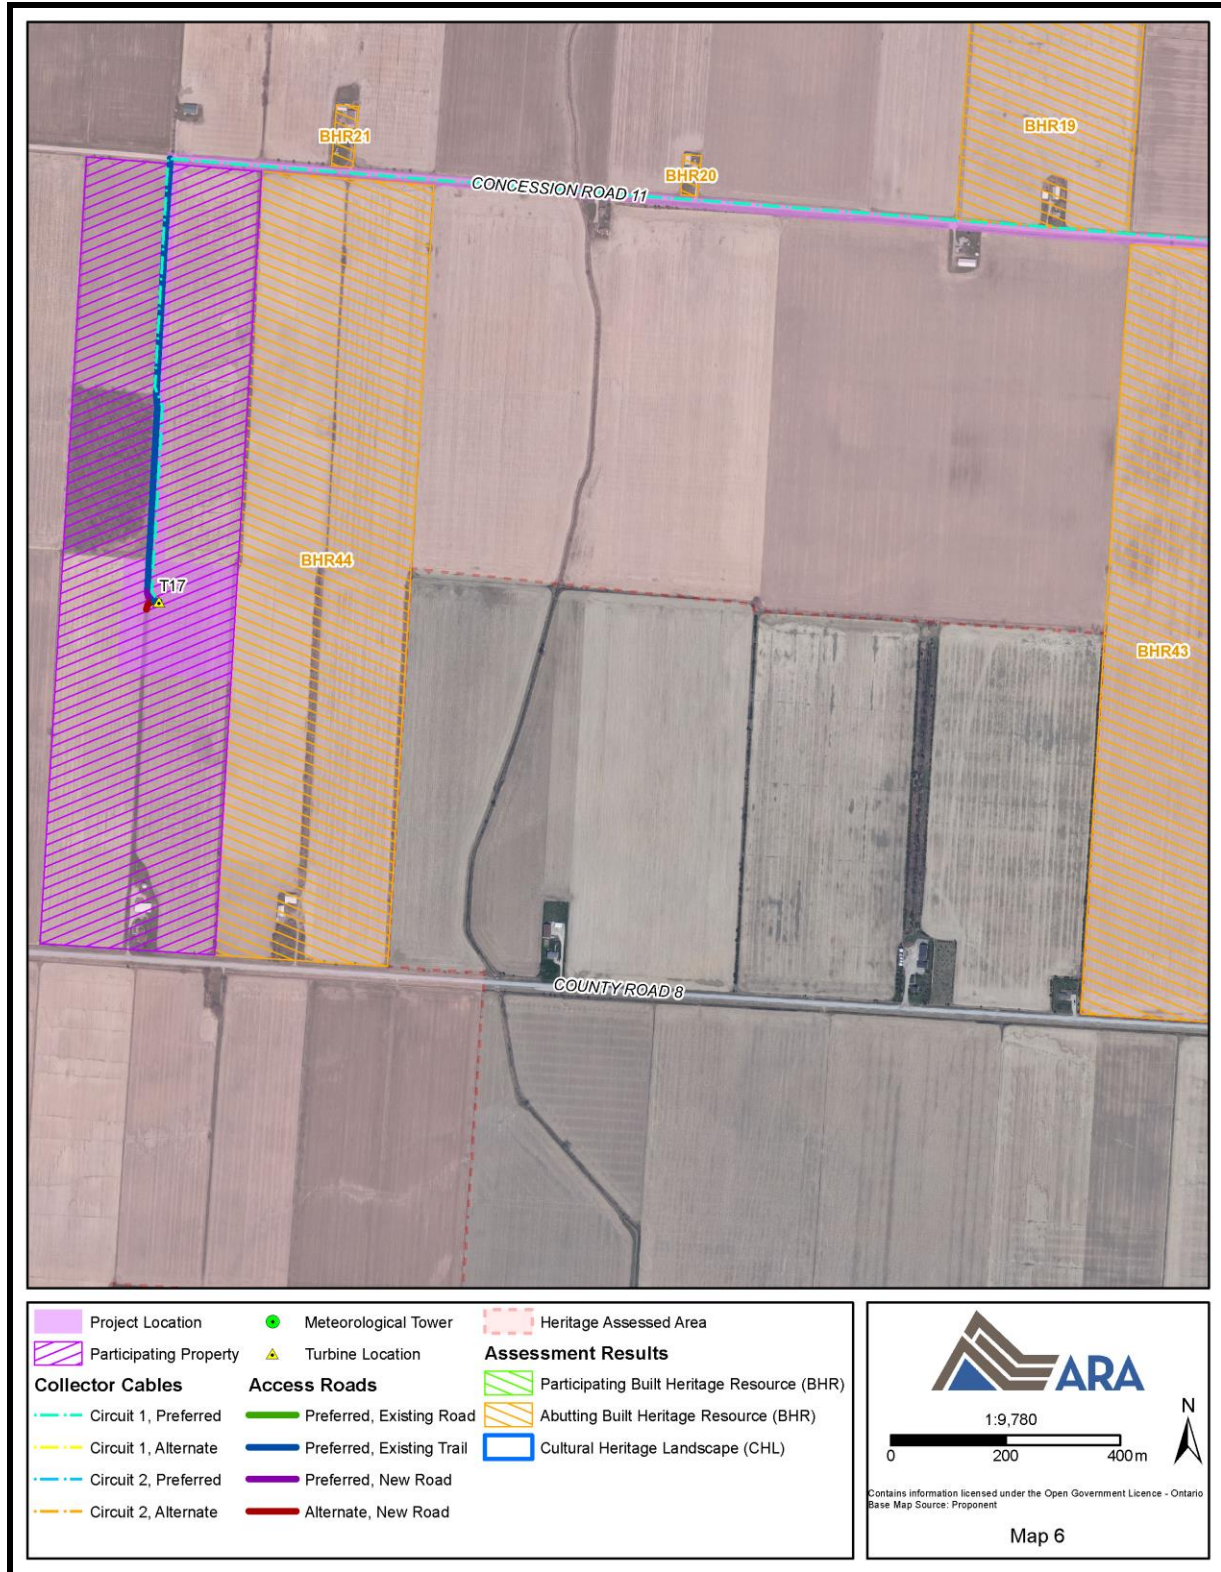 BHR21
BHR19
BHR20
CONCESSION ROAD 11
BHR44
T17
BHR43
COUNTY ROAD 8
Project Location
Participating Property
Collector Cables
Circuit 1, Preferred
Circuit 1, Alternate
Circuit 2, Preferred
Circuit 2, Alternate
Meteorological Tower
Turbine Location
Access Roads
Preferred, Existing Road
Preferred, Existing Trail
Preferred, New Road
Alternate, New Road
Heritage Assessed Area
Assessment Results
Participating Built Heritage Resource (BHR)
Abutting Built Heritage Resource (BHR)
Cultural Heritage Landscape (CHL)
ARA
1:9,780
0 200 400 m
N
Contains information licensed under the Open Government Licence - Ontario
Base Map Source: Proponent
Map 6